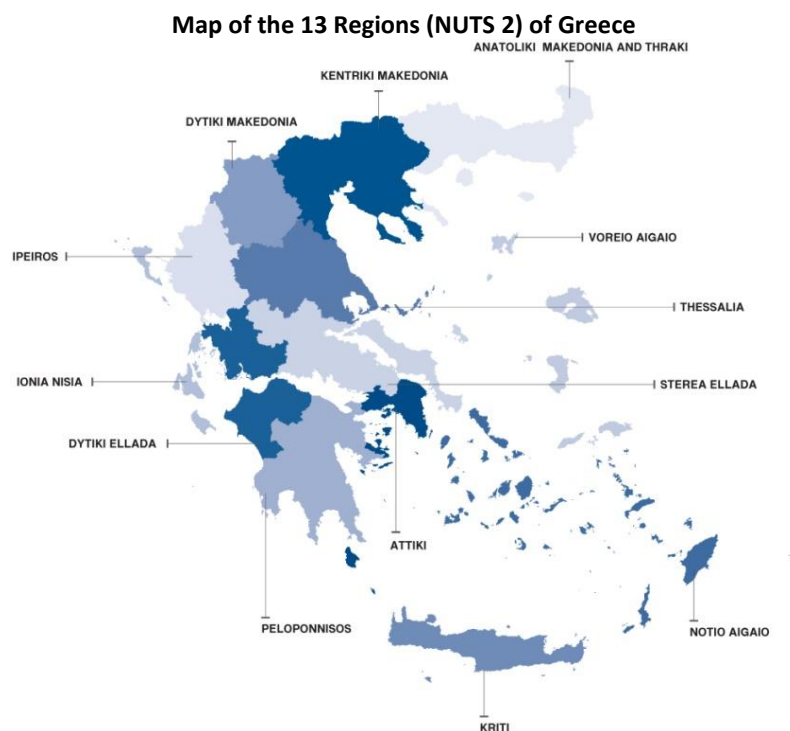 Map of the 13 Regions (NUTS 2) of Greece
ANATOLIKI MAKEDONIA AND THRAKI
KENTRIKI MAKEDONIA
DYTIKI MAKEDONIA
VOREIO AIGAIO
IPEIROS
THESSALIA
IONIA NISIA
STEREA ELLADA
DYTIKI ELLADA
ATTIKI
PELOPONNISOS
NOTIO AIGAIO
KRITI